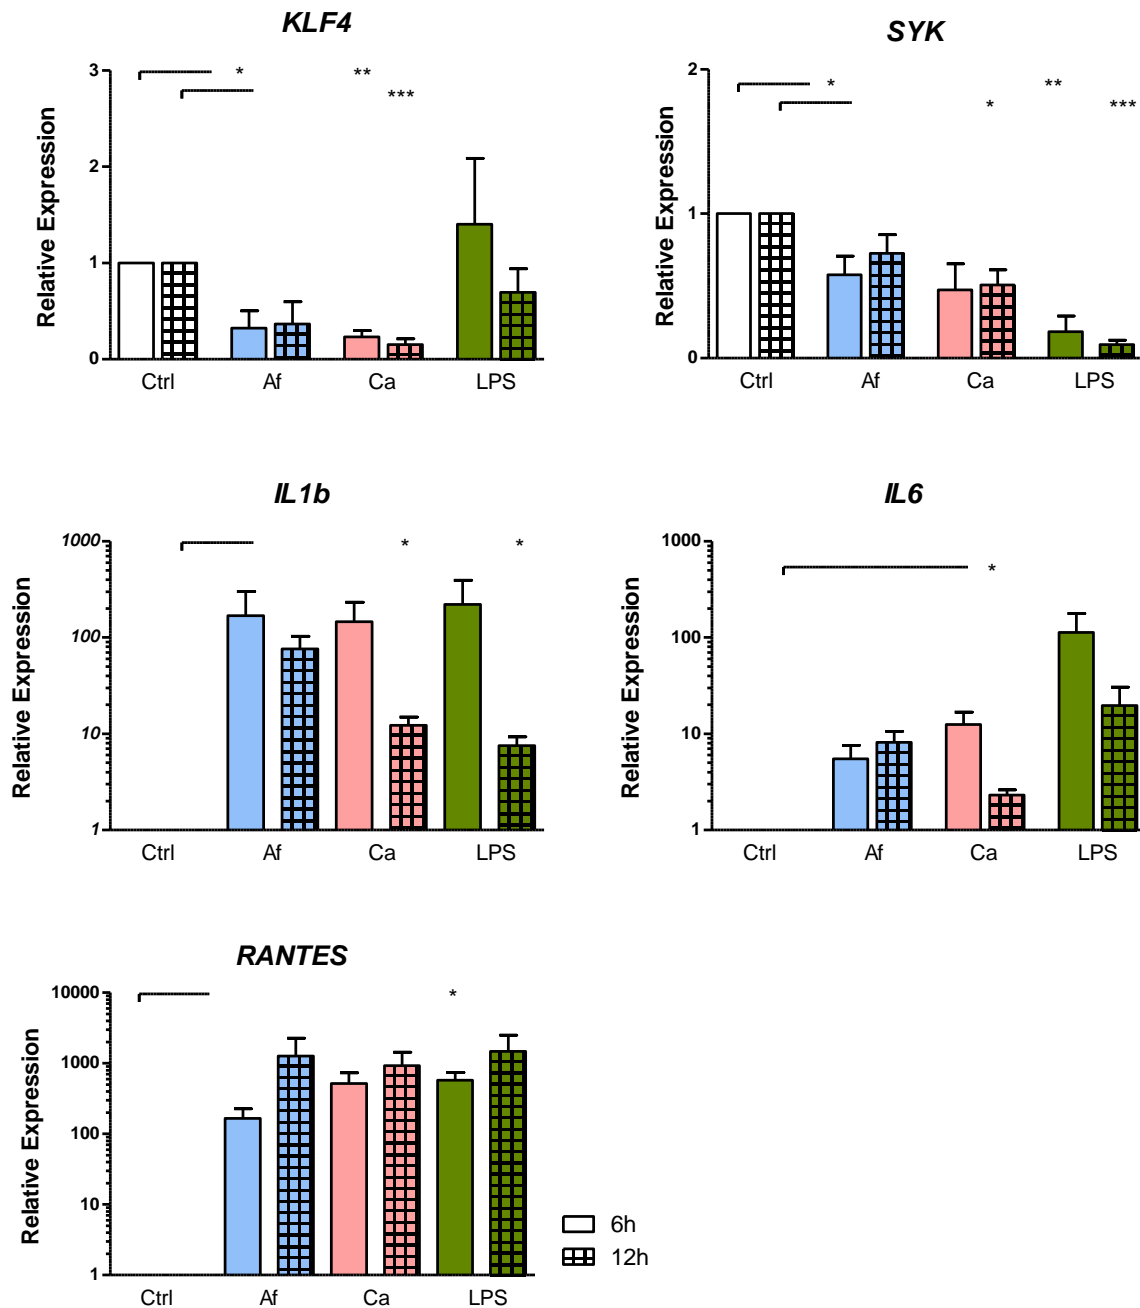 KLF4
SYK
3
2
1
0
Relative Expression
* ** 
***
Ctrl Af Ca LPS
2
1
0
Relative Expression
* **
* ***
Ctrl Af Ca LPS
IL1b
IL6
1000
100
10
1
Relative Expression
* *
Ctrl Af Ca LPS
1000
100
10
1
Relative Expression
*
Ctrl Af Ca LPS
RANTES
10000
1000
100
10
1
Relative Expression
*
Ctrl Af Ca LPS
6h
12h